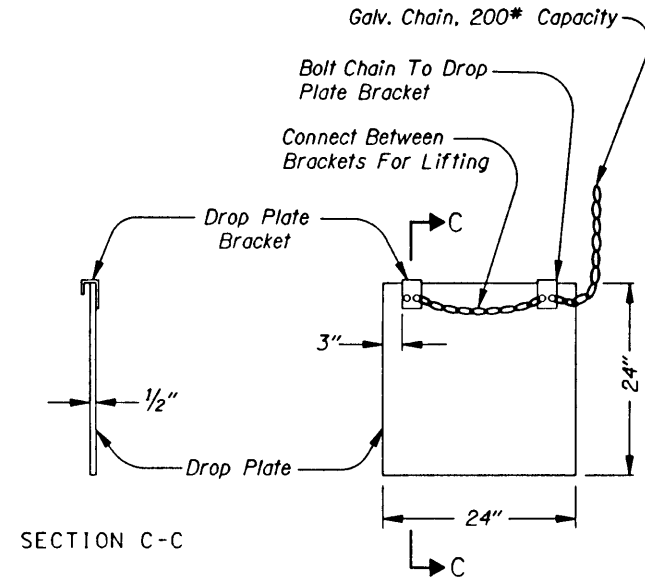 Galv. Chain, 200# Capacity
Bolt Chain To Drop
Plate Bracket
Connect Between
Brackets For Lifting
Drop Plate
Bracket
C
3"
1/2"
24"
Drop Plate
24"
SECTION C-C
C